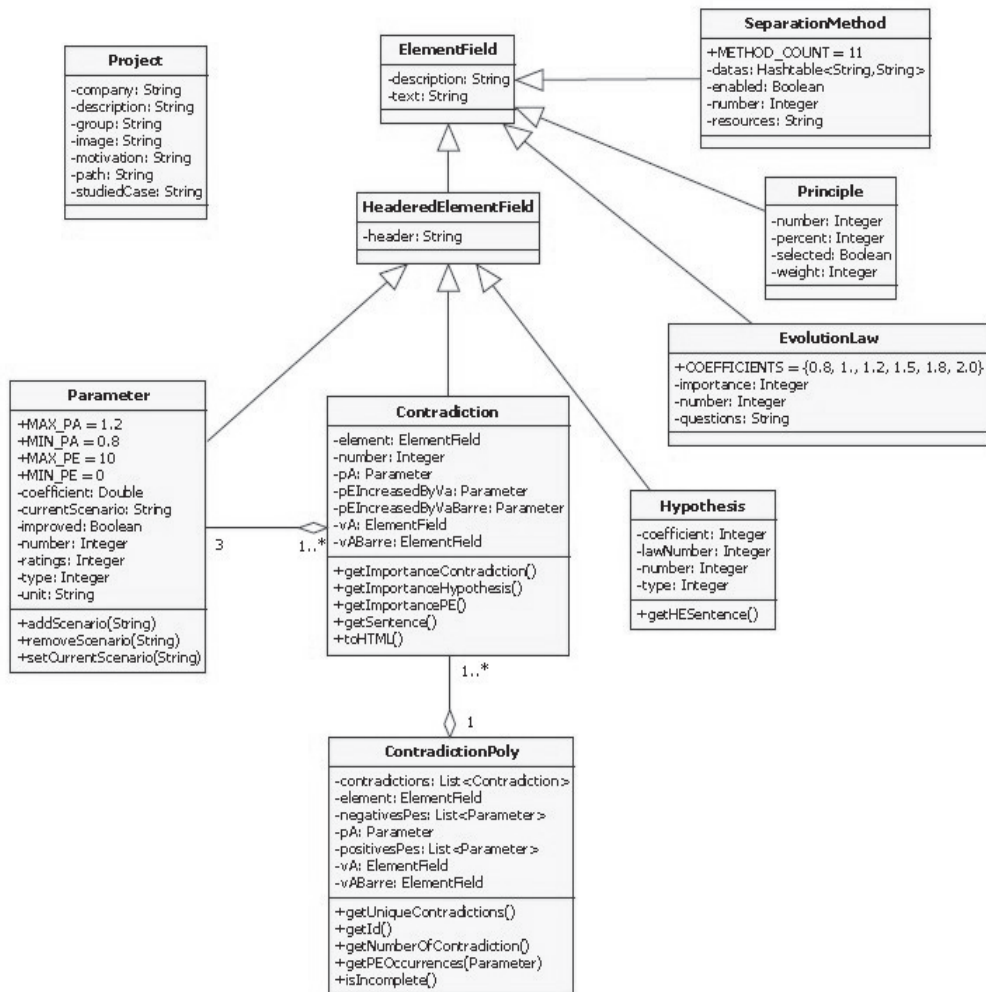 Project
-company: String
-description: String
-group: String
-image: String
-motivation: String
-path: String
-studiedCase: String
ElementField
-description: String
-text: String
SeparationMethod
+METHOD_COUNT = 11
-datas: Hashtable<String,String>
-enabled: Boolean
-number: Integer
-resources: String
HeaderedElementField
-header: String
Principle
-number: Integer
-percent: Integer
-selected: Boolean
-weight: Integer
EvolutionLaw
+COEFFICIENTS = {0.8, 1., 1.2, 1.5, 1.8, 2.0}
-importance: Integer
-number: Integer
-questions: String
Parameter
+MAX_PA = 1.2
+MIN_PA = 0.8
+MAX_PE = 10
+MIN_PE = 0
-coefficient: Double
-currentScenario: String
-improved: Boolean
-number: Integer
-ratings: Integer
-type: Integer
-unit: String
+addScenario(String)
+removeScenario(String)
+setCurrentScenario(String)
3
1..*
Contradiction
-element: ElementField
-number: Integer
-pA: Parameter
-pEIncreasedByVa: Parameter
-pEIncreasedByVaBarre: Parameter
-vA: ElementField
-vABarre: ElementField
+getImportanceContradiction()
+getImportanceHypothesis()
+getImportancePE()
+getSentence()
+toHTML()
Hypothesis
-coefficient: Integer
-lawNumber: Integer
-number: Integer
-type: Integer
+getHESentence()
1..*
1
ContradictionPoly
-contradictions: List<Contradiction>
-element: ElementField
-negativesPes: List<Parameter>
-pA: Parameter
-positivesPes: List<Parameter>
-vA: ElementField
-vABarre: ElementField
+getUniqueContradictions()
+getId()
+getNumberOfContradiction()
+getPEOccurrences(Parameter)
+isIncomplete()